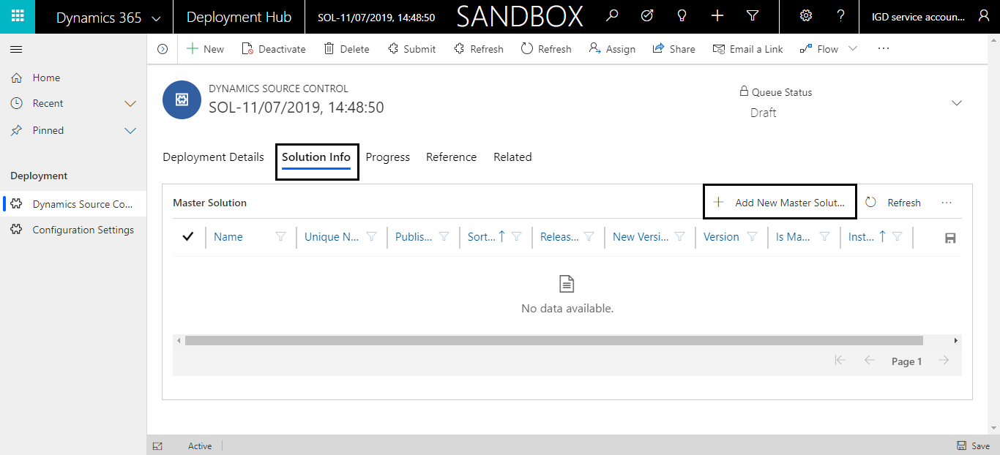 Dynamics 365
Deployment Hub
SOL-11/07/2019, 14:48:50
SANDBOX
IGD service accoun...
New
Deactivate
Delete
Submit
Refresh
Refresh
Assign
Share
Email a Link
Flow
Home
Recent
Pinned
Deployment
Dynamics Source Co...
Configuration Settings
DYNAMICS SOURCE CONTROL
SOL-11/07/2019, 14:48:50
Queue Status
Draft
Deployment Details
Solution Info
Progress
Reference
Related
Master Solution
Add New Master Solut...
Refresh
Name
Unique N...
Publis...
Sort...
Releas...
New Versi...
Version
Is Ma...
Inst...
No data available.
Page 1
Active
Save